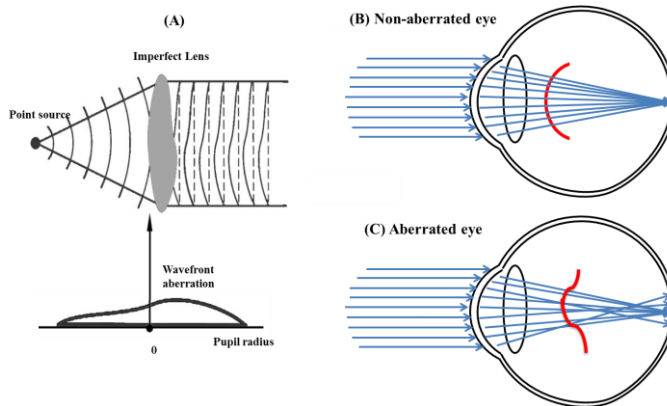 (A)
Imperfect Lens
Point source
Wavefront
aberration
Pupil radius
0
(B) Non-aberrated eye
(C) Aberrated eye